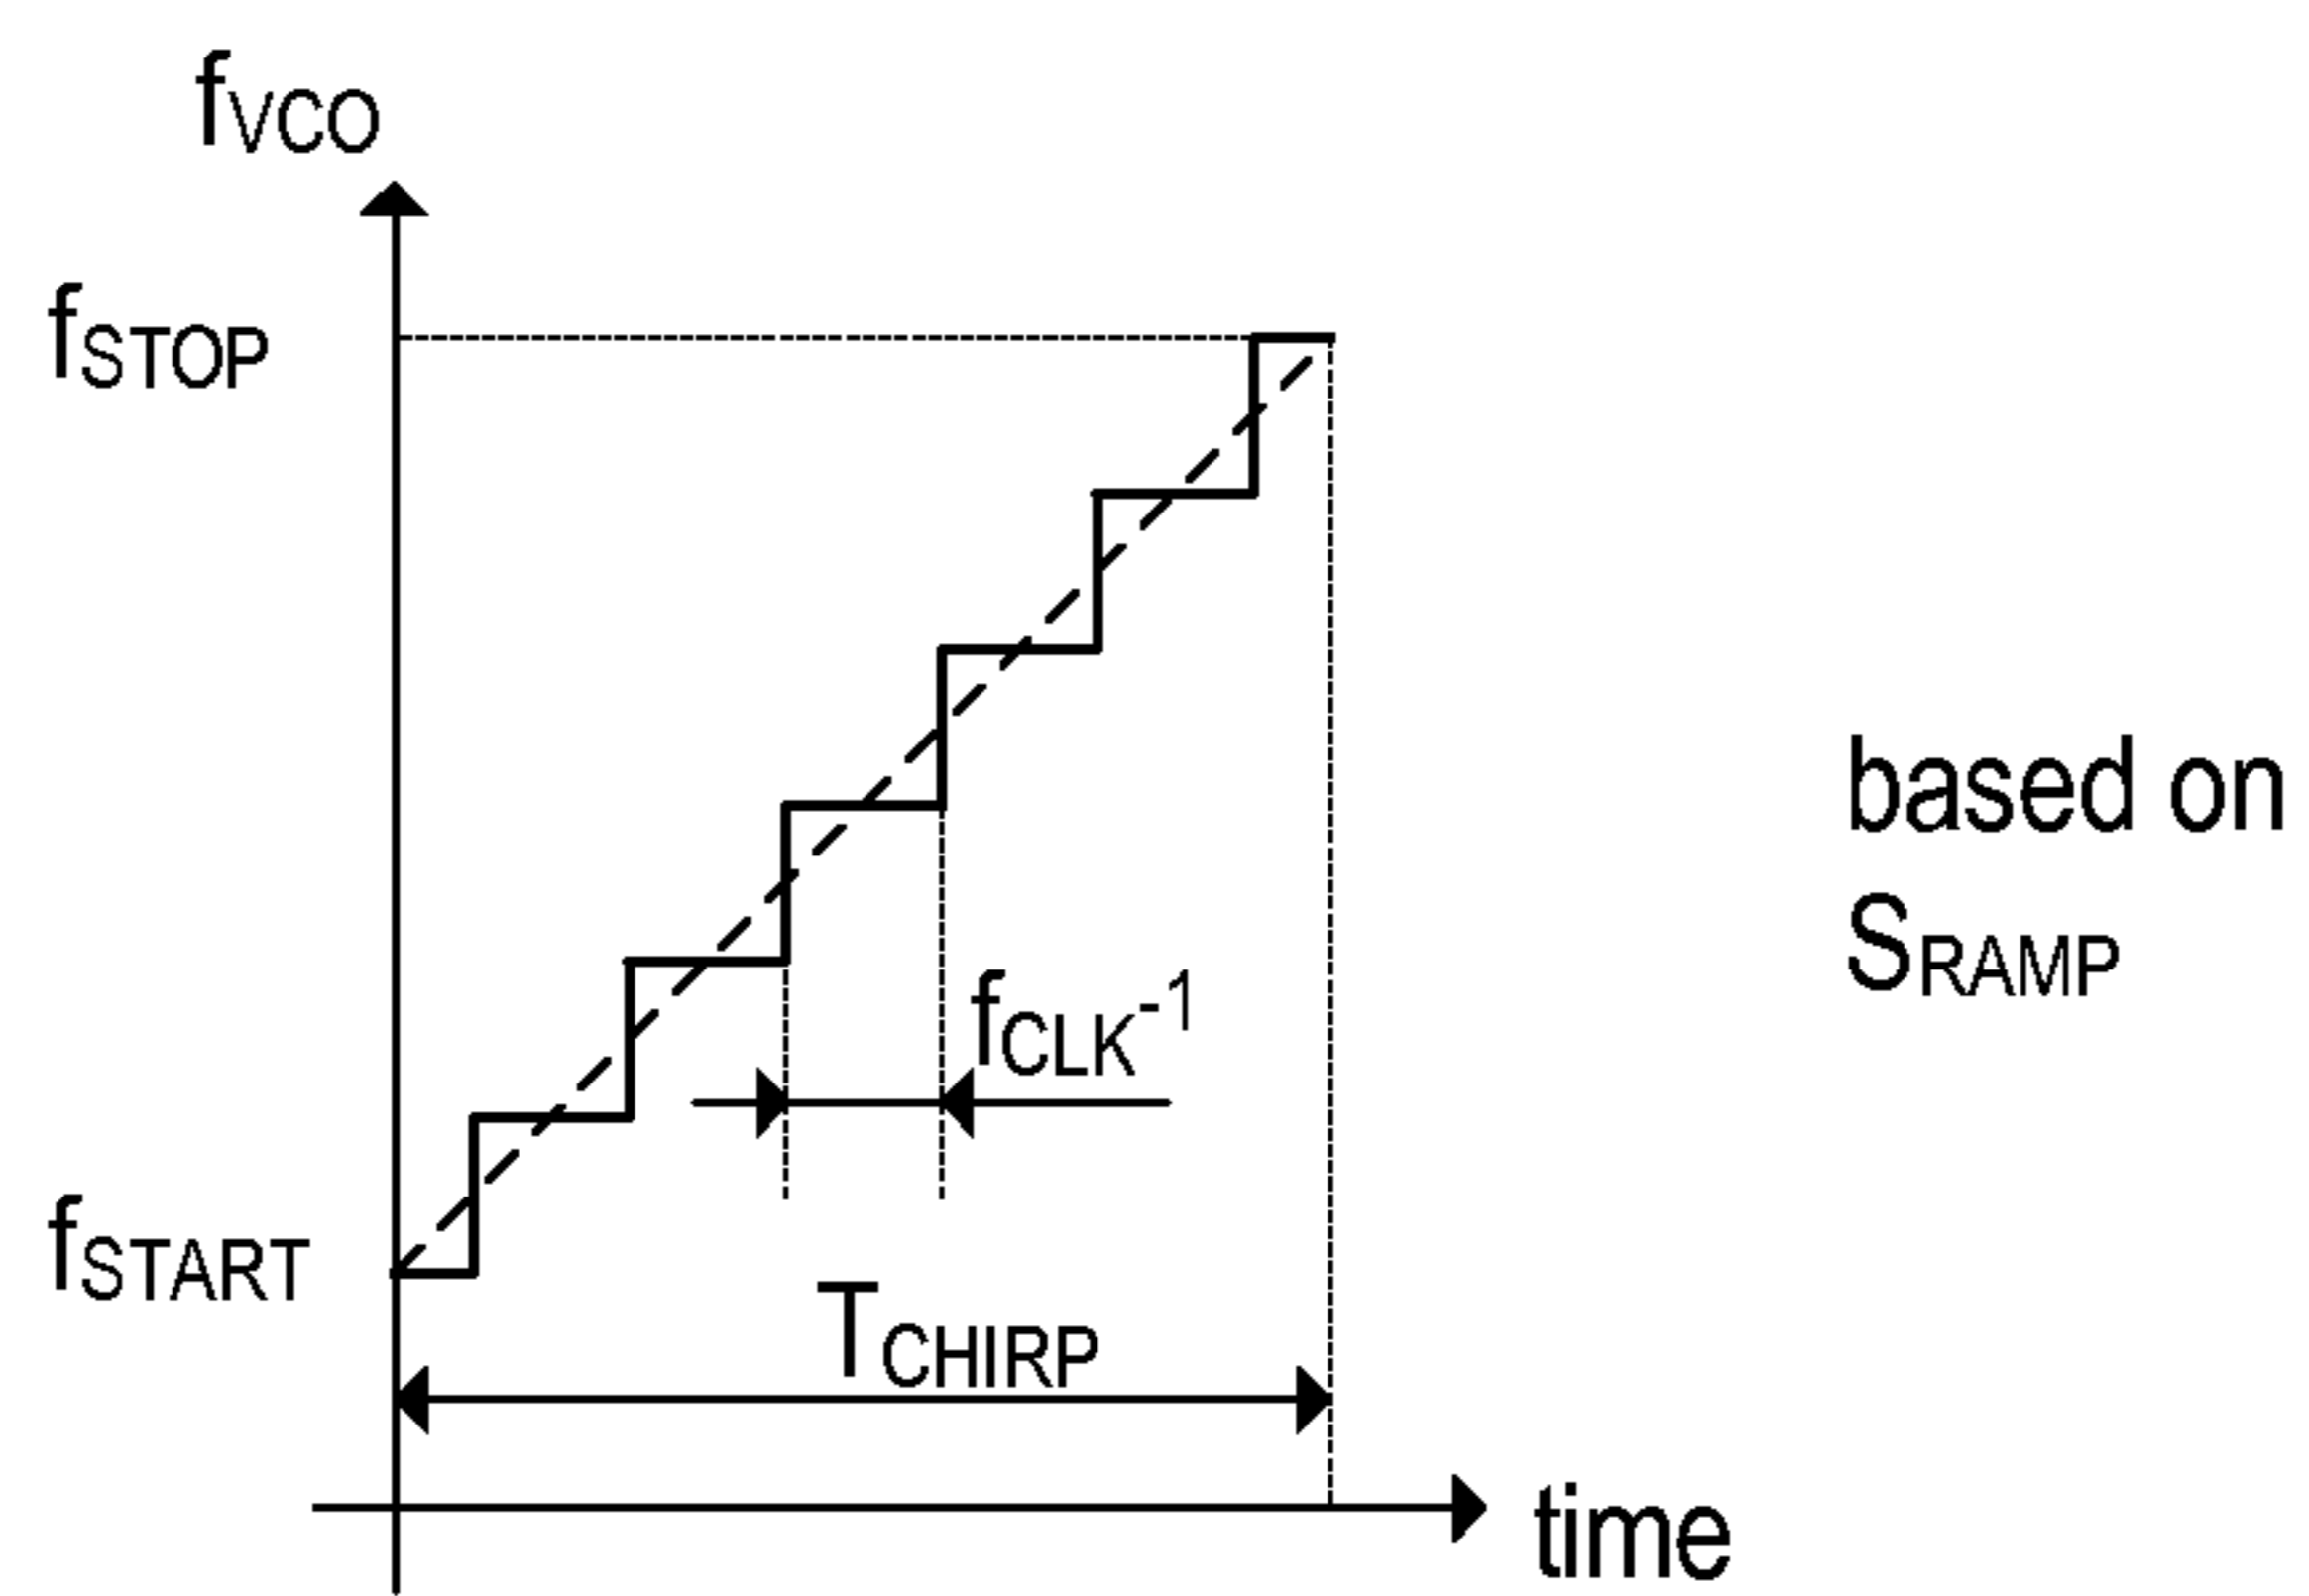 fVCO
fSTOP
based on
SRAMP
fCLK-1
fSTART
TCHIRP
time